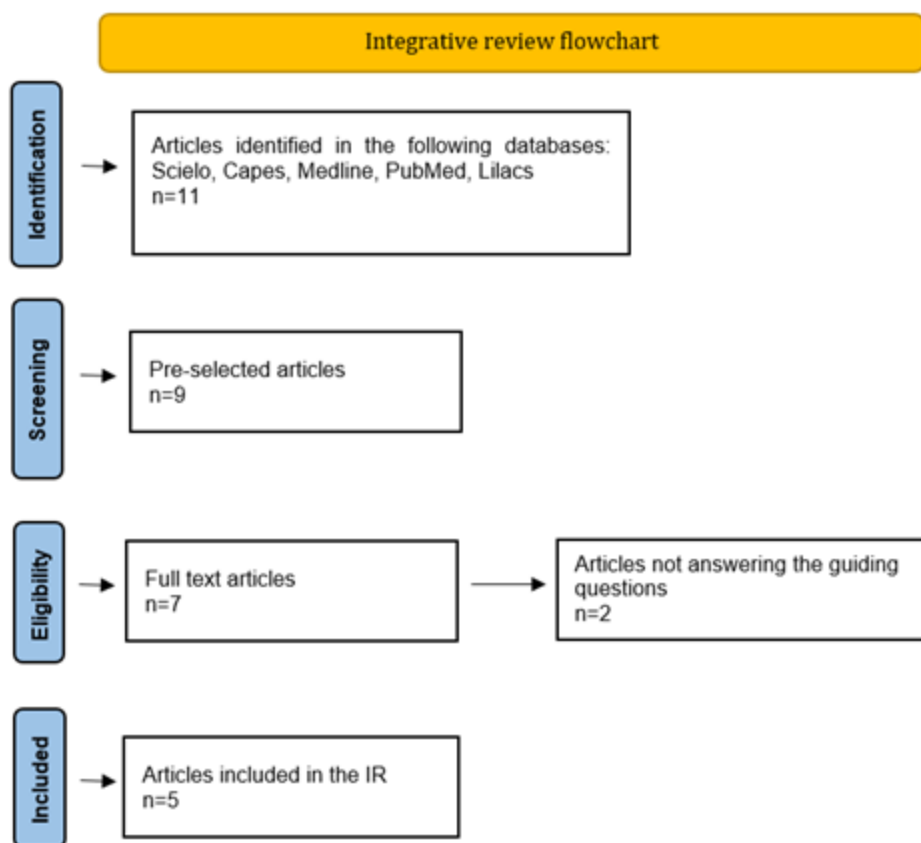 Integrative review flowchart
Identification
Articles identified in the following databases:
Scielo, Capes, Medline, PubMed, Lilacs
n=11
Screening
Pre-selected articles
n=9
Eligibility
Full text articles
n=7
Articles not answering the guiding
questions
n=2
Included
Articles included in the IR
n=5